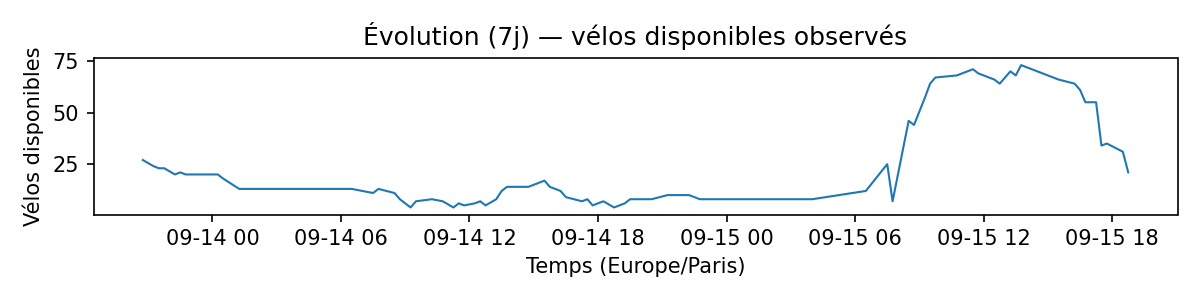 Évolution (7j) — vélos disponibles observés
Vélos disponibles
75
50
25
09-14 00 09-14 06 09-14 12 09-14 18 09-15 00 09-15 06 09-15 12 09-15 18
Temps (Europe/Paris)